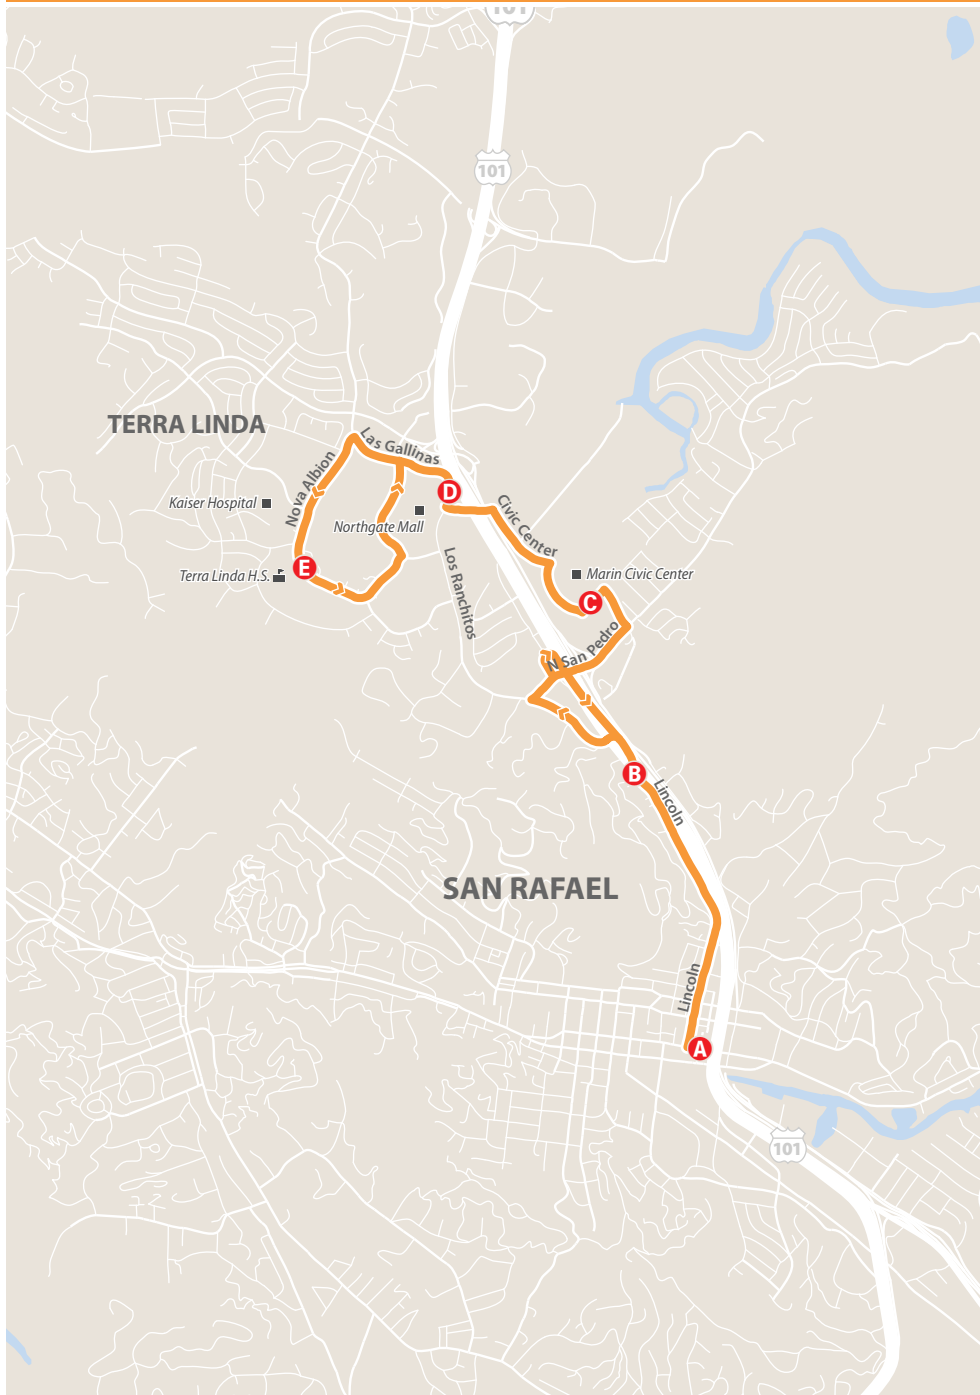 101
101
TERRA LINDA
Las Gallinas
Nova Albion
Kaiser Hospital
D
Northgate Mall
Civic Center
E
Terra Linda H.S.
Los Ranchitos
Marin Civic Center
C
N San Pedro
B
Lincoln
SAN RAFAEL
Lincoln
A
101